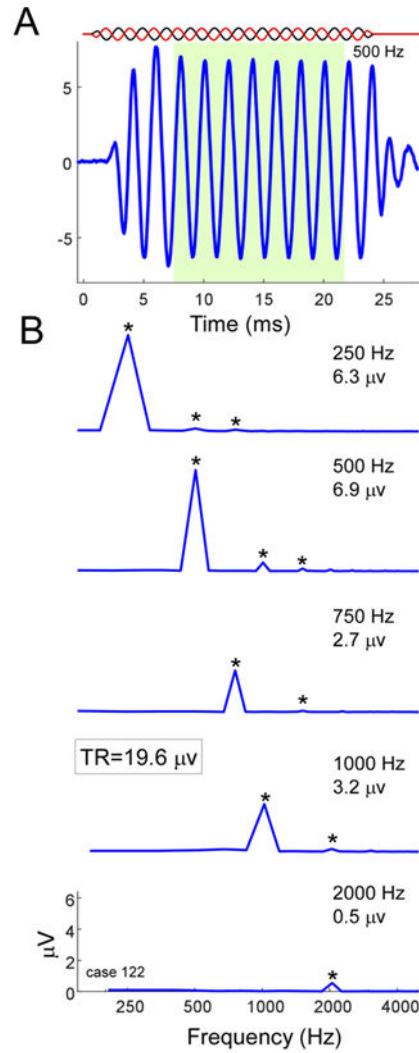 A
500 Hz
5
0
-5
0 5 10 15 20 25
Time (ms)
B
*
* *
250 Hz
6.3 μv
*
* *
500 Hz
6.9 μv
*
*
750 Hz
2.7 μv
TR=19.6 μv
*
*
1000 Hz
3.2 μv
*
2000 Hz
0.5 μv
6
4
2
0
μV
case 122
250 500 1000 2000 4000
Frequency (Hz)